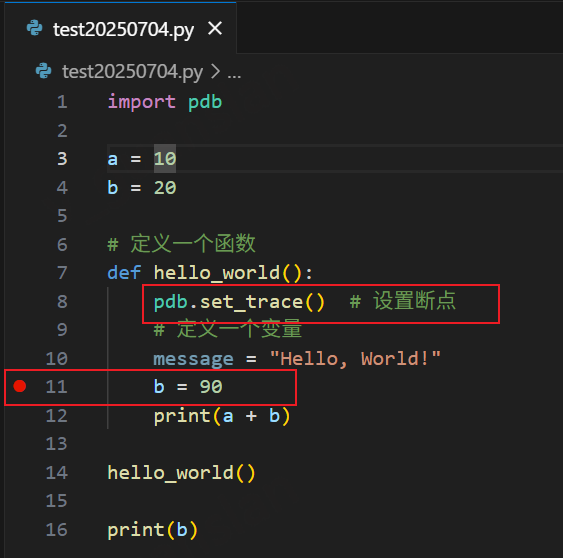 test20250704.py ×
test20250704.py > ...
1 import pdb
2
3 a = 10
4 b = 20
5
6 # 定义一个函数
7 def hello_world():
8     pdb.set_trace()  # 设置断点
9     # 定义一个变量
10     message = "Hello, World!"
11     b = 90
12     print(a + b)
13
14 hello_world()
15
16 print(b)